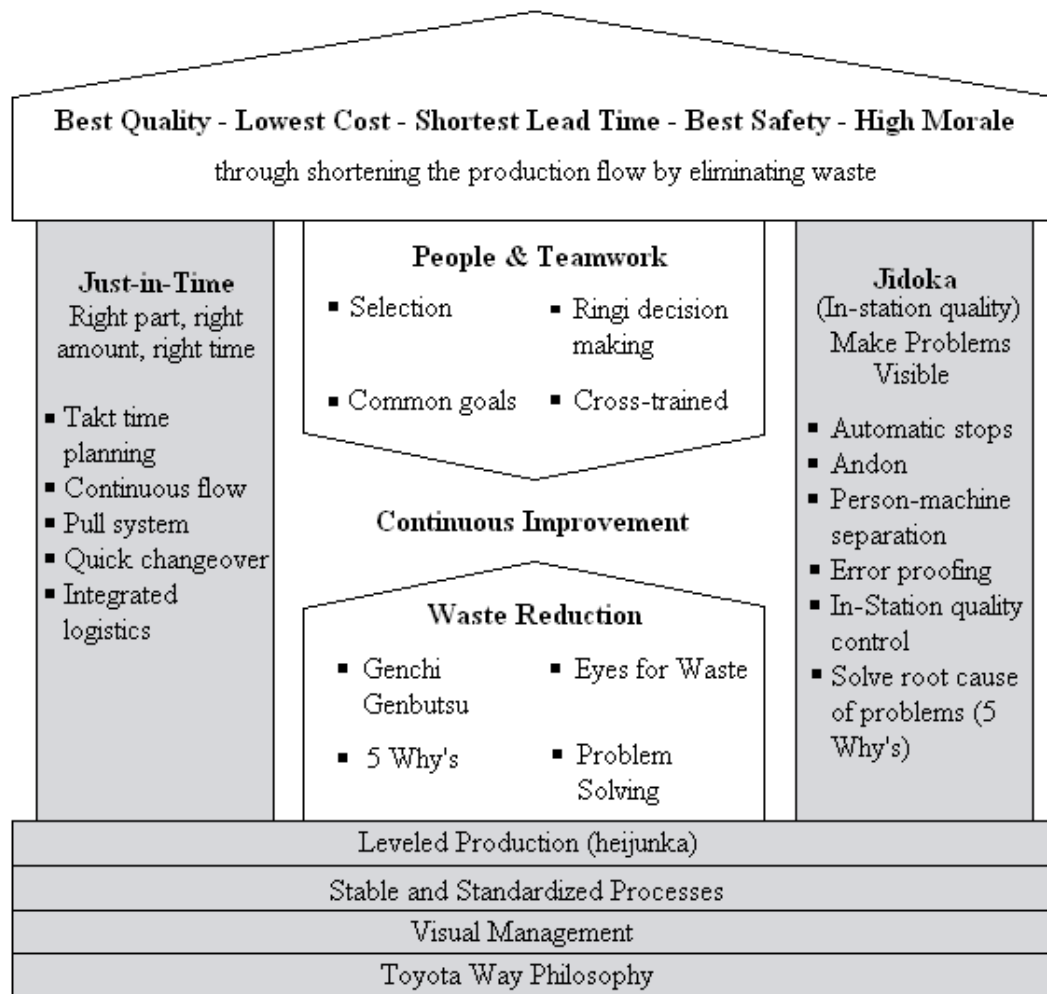 Best Quality - Lowest Cost - Shortest Lead Time - Best Safety - High Morale
through shortening the production flow by eliminating waste
Just-in-Time
Right part, right
amount, right time
▪ Takt time
planning
▪ Continuous flow
▪ Pull system
▪ Quick changeover
▪ Integrated
logistics
People & Teamwork
▪ Selection
▪ Ringi decision
making
▪ Common goals
▪ Cross-trained
Continuous Improvement
Waste Reduction
▪ Genchi
Genbutsu
▪ Eyes for Waste
▪ 5 Why's
▪ Problem
Solving
Jidoka
(In-station quality)
Make Problems
Visible
▪ Automatic stops
▪ Andon
▪ Person-machine
separation
▪ Error proofing
▪ In-Station quality
control
▪ Solve root cause
of problems (5
Why's)
Leveled Production (heijunka)
Stable and Standardized Processes
Visual Management
Toyota Way Philosophy